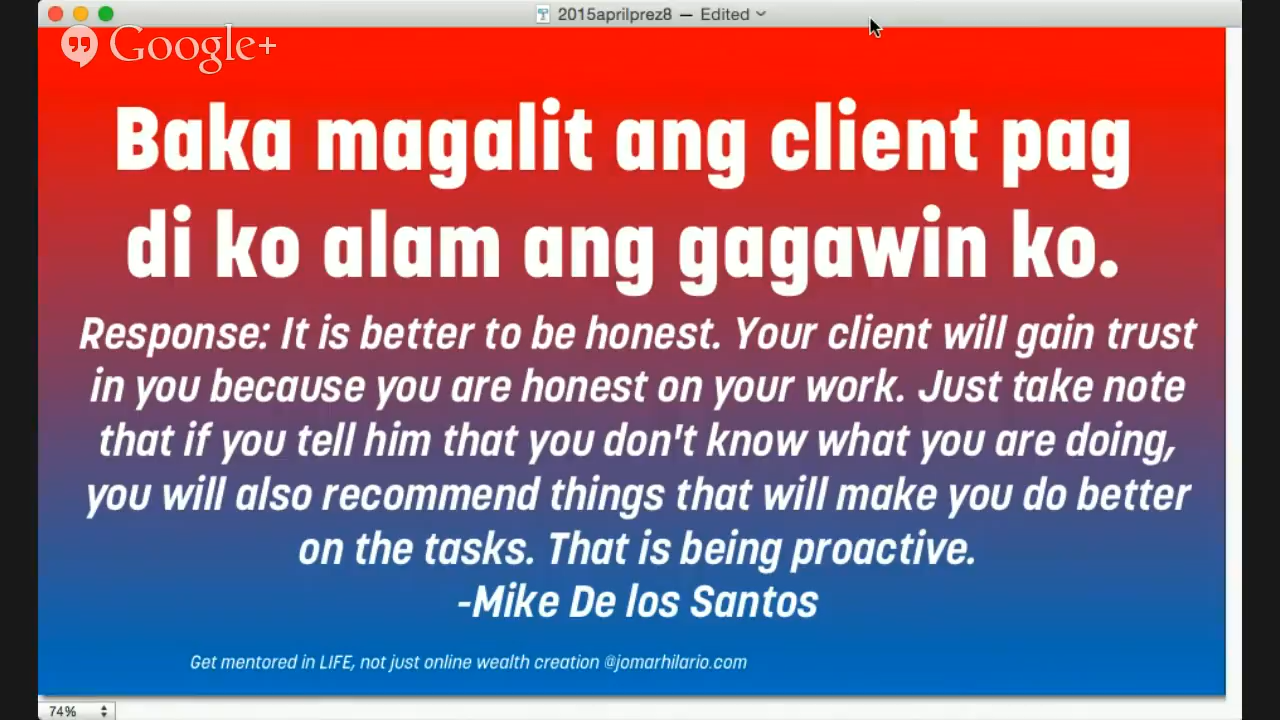 2015aprilprez8 — Edited
Google+
Baka magalit ang client pag
di ko alam ang gagawin ko.
Response: It is better to be honest. Your client will gain trust
in you because you are honest on your work. Just take note
that if you tell him that you don't know what you are doing,
you will also recommend things that will make you do better
on the tasks. That is being proactive.
-Mike De los Santos
Get mentored in LIFE, not just online wealth creation @jomarhilario.com
74%